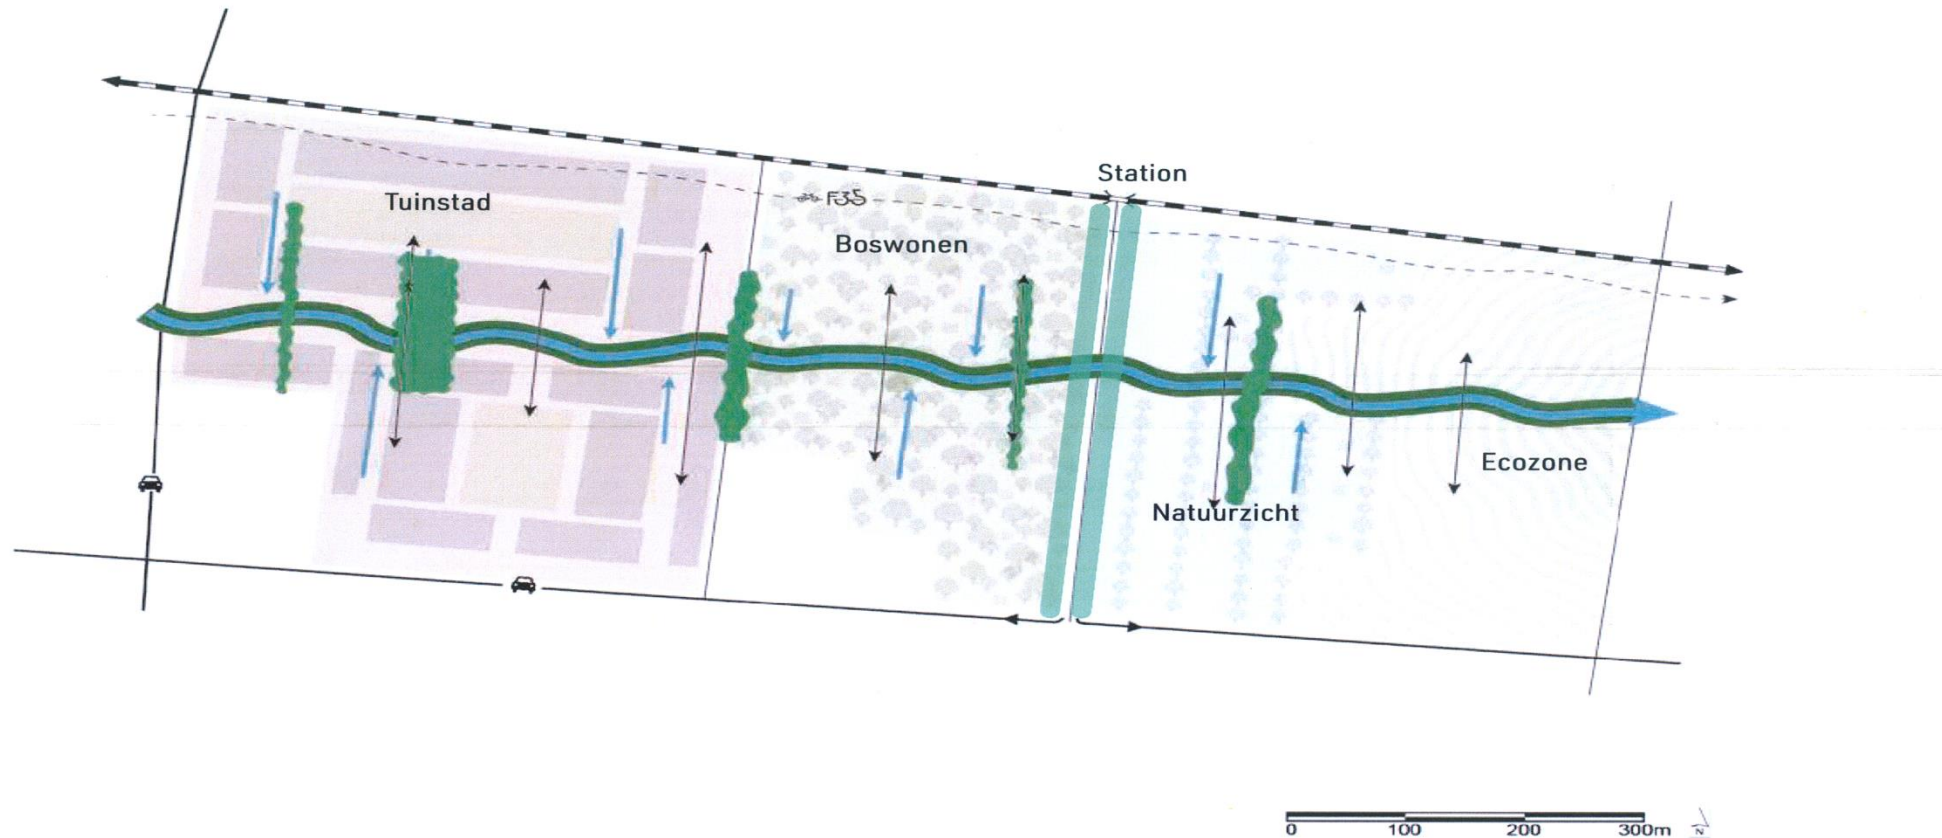 Station
Tuinstad
F35
Boswonen
Ecozone
Natuurzicht
0 100 200 300m
N